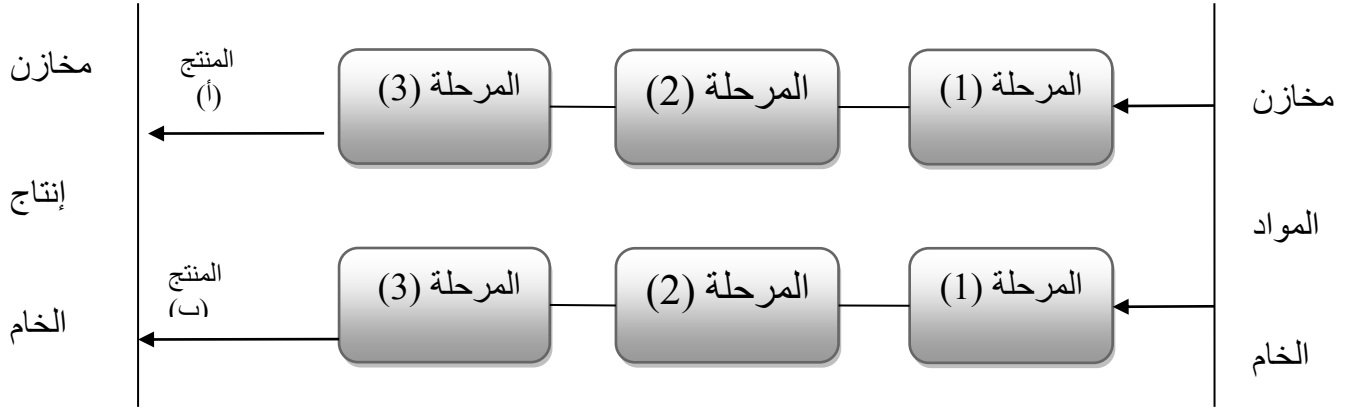 مخازن
المواد
الخام
المرحلة (1)
المرحلة (2)
المرحلة (3)
المنتج
(أ)
المرحلة (1)
المرحلة (2)
المرحلة (3)
المنتج
(ب)
مخازن
إنتاج
الخام